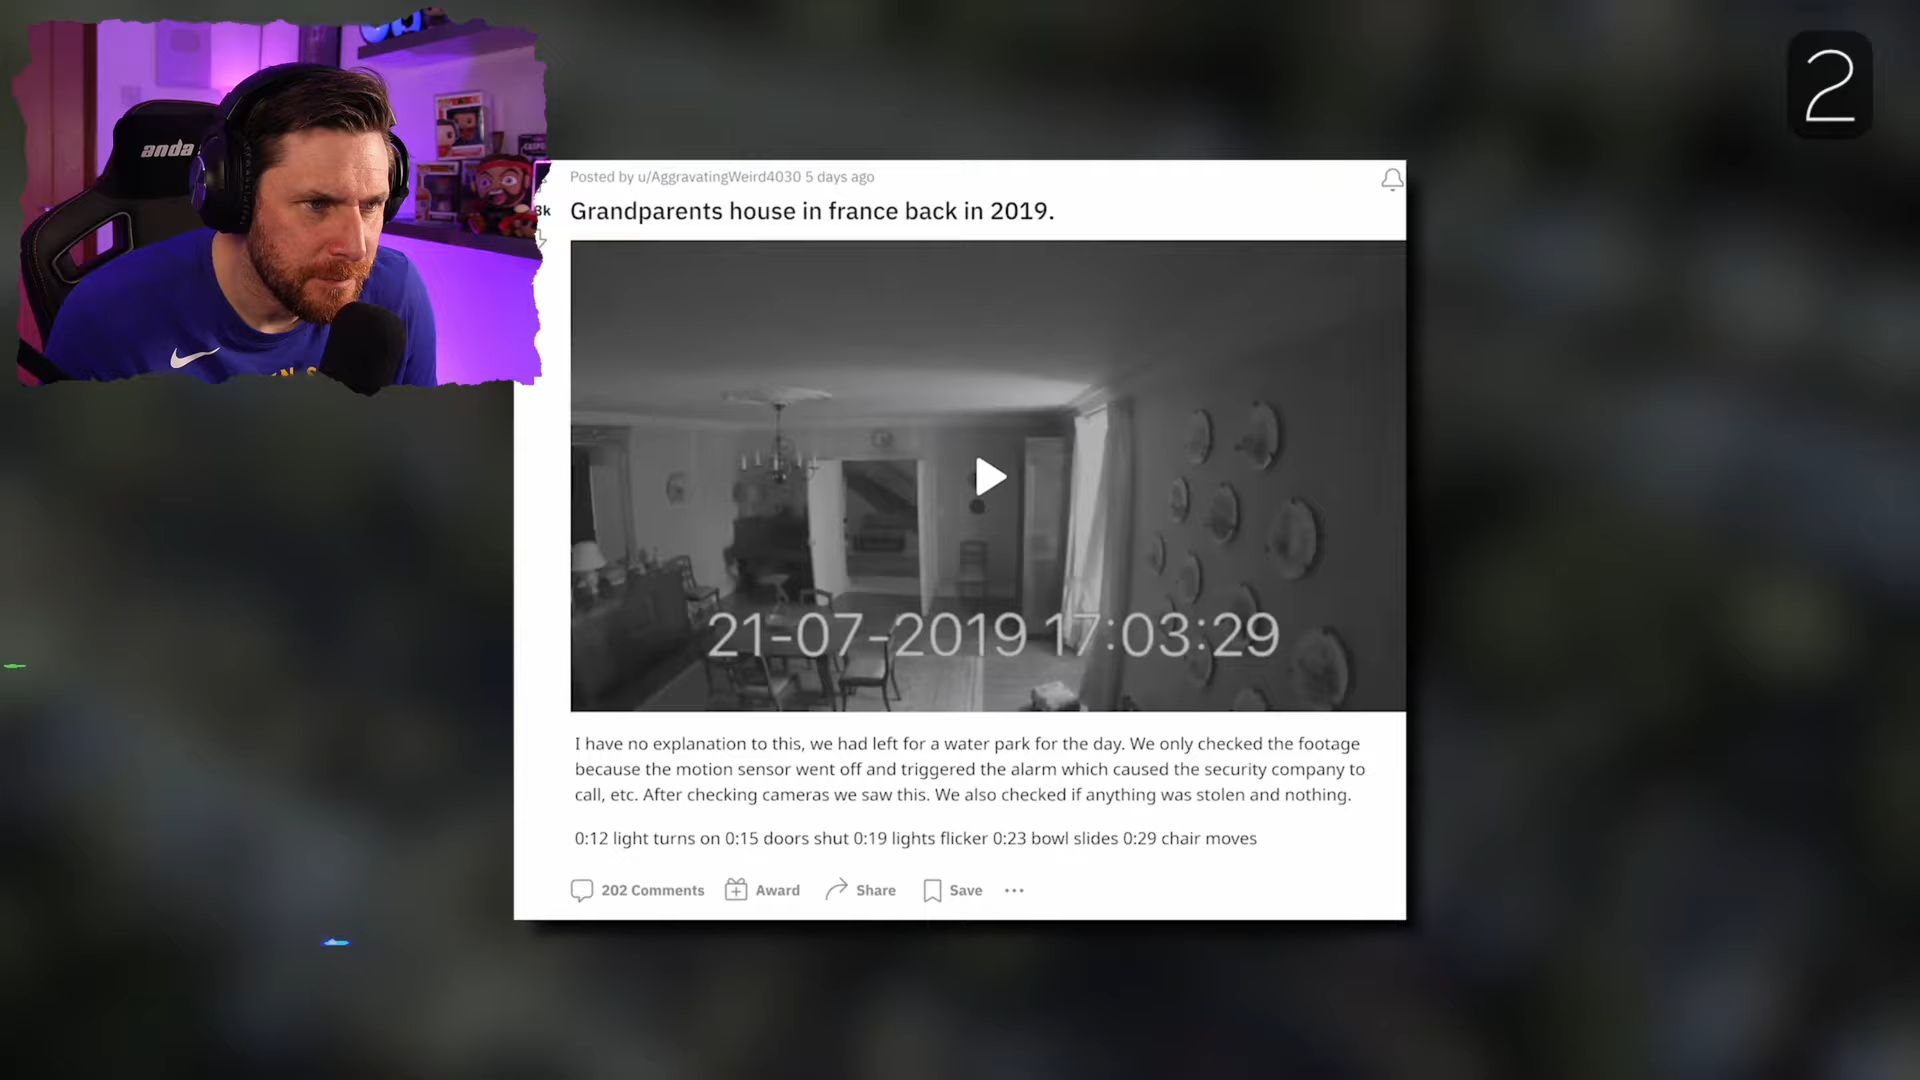 anda
2
Posted by u/AggravatingWeird4030 5 days ago
3k
Grandparents house in france back in 2019.
21-07-2019 17:03:29
I have no explanation to this, we had left for a water park for the day. We only checked the footage
because the motion sensor went off and triggered the alarm which caused the security company to
call, etc. After checking cameras we saw this. We also checked if anything was stolen and nothing.
0:12 light turns on 0:15 doors shut 0:19 lights flicker 0:23 bowl slides 0:29 chair moves
202 Comments Award Share Save